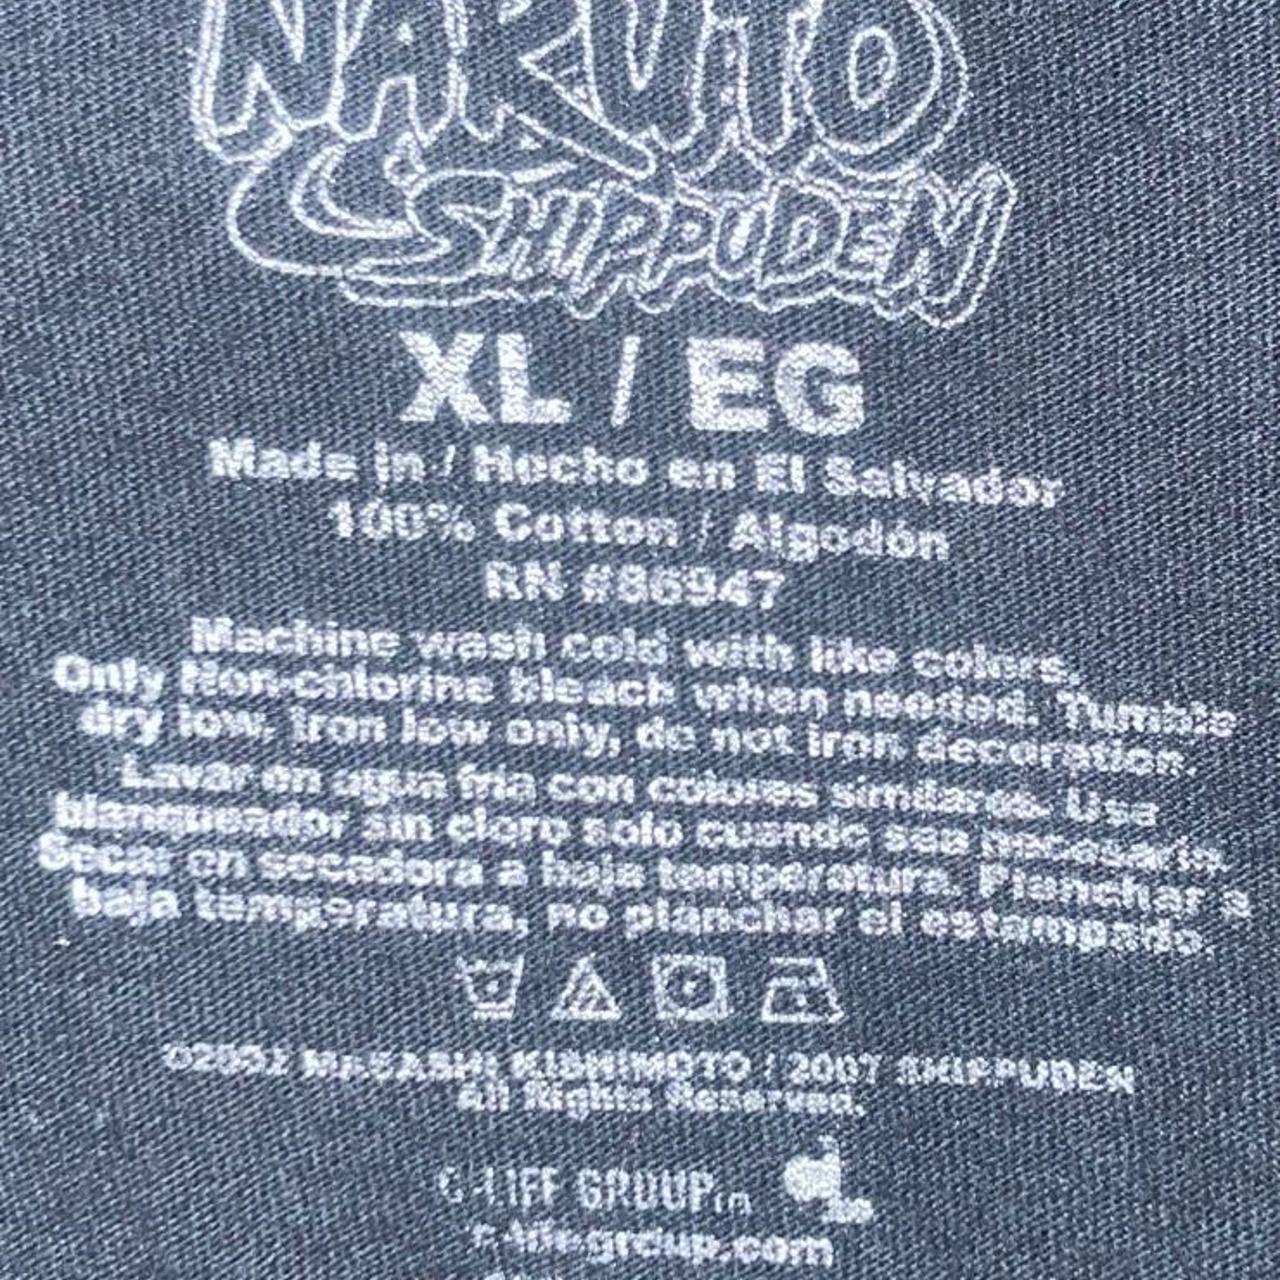 NARUTO
SHIPPUDEN
XL / EG
Made in / Hecho en El Salvador
100% Cotton / Algodón
RN #86947
Machine wash cold with like colors.
Only Non-chlorine bleach when needed. Tumble
dry low. Iron low only, do not iron decoration.
Lavar en agua fria con colores similares. Use
blanqueador sin cloro solo cuando sea necesario.
Secar en secadora a baja temperatura. Planchar a
baja temperatura, no planchar el estampado.
©2002 MASASHI KISHIMOTO / 2007 SHIPPUDEN
All Rights Reserved.
GROUP